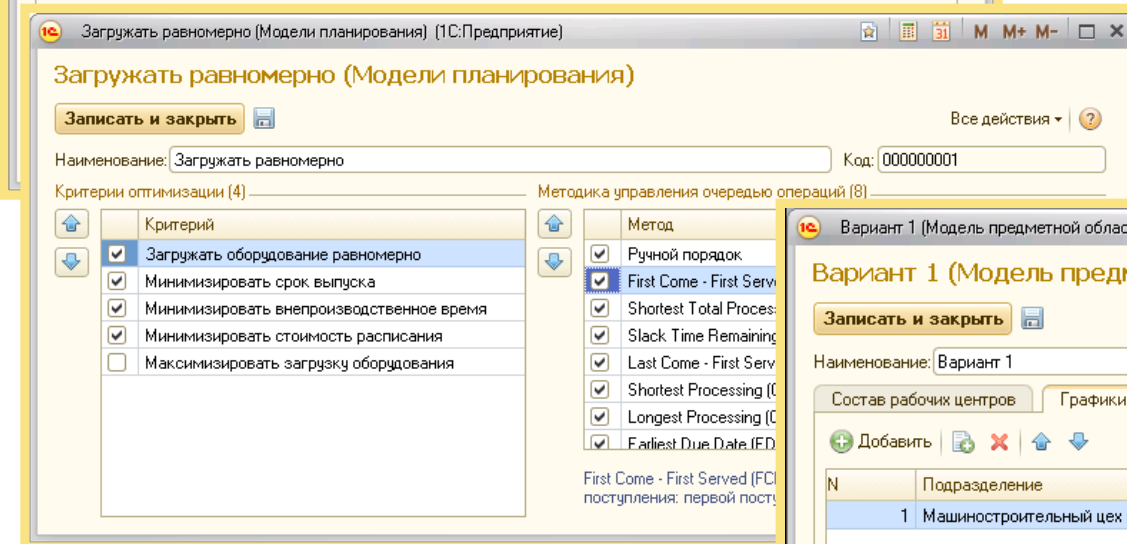 Загружать равномерно (Модели планирования) (1С:Предприятие)
31 M M+ M-
Загружать равномерно (Модели планирования)
Записать и закрыть
Все действия
Наименование: Загружать равномерно
Код: 000000001
Критерии оптимизации (4)
Критерий
Загружать оборудование равномерно
Минимизировать срок выпуска
Минимизировать внепроизводственное время
Минимизировать стоимость расписания
Максимизировать загрузку оборудования
Методика управления очередью операций (8)
Метод
Ручной порядок
First Come - First Serv
Shortest Total Proces
Slack Time Remaining
Last Come - First Serv
Shortest Processing (
Longest Processing (
Earliest Due Date (ED
First Come - First Served (FC
поступления: первой пост
Вариант 1 (Модель предметной облас
Вариант 1 (Модель пред
Записать и закрыть
Наименование: Вариант 1
Состав рабочих центров
Графики
Добавить
N Подразделение
1 Машиностроительный цех